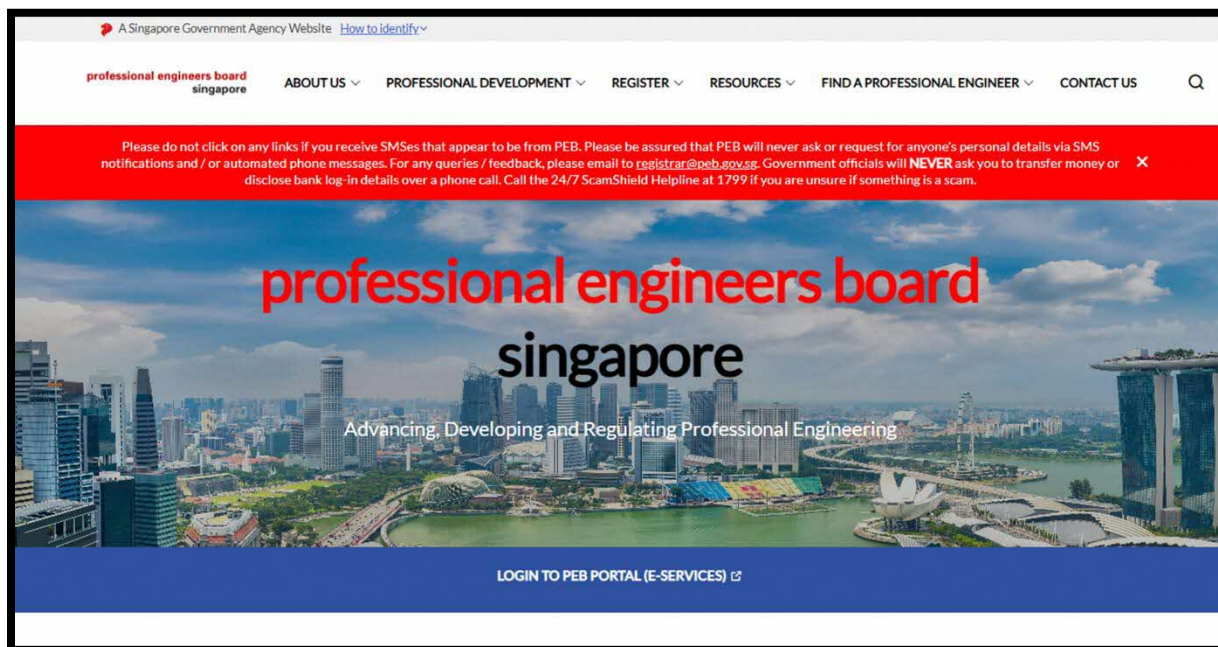 A Singapore Government Agency Website How to identify
professional engineers board
singapore
ABOUT US
PROFESSIONAL DEVELOPMENT
REGISTER
RESOURCES
FIND A PROFESSIONAL ENGINEER
CONTACT US
Please do not click on any links if you receive SMSes that appear to be from PEB. Please be assured that PEB will never ask or request for anyone's personal details via SMS
notifications and / or automated phone messages. For any queries / feedback, please email to registrar@peb.gov.sg. Government officials will NEVER ask you to transfer money or
disclose bank log-in details over a phone call. Call the 24/7 ScamShield Helpline at 1799 if you are unsure if something is a scam.
professional engineers board
singapore
Advancing, Developing and Regulating Professional Engineering
LOGIN TO PEB PORTAL (E-SERVICES)